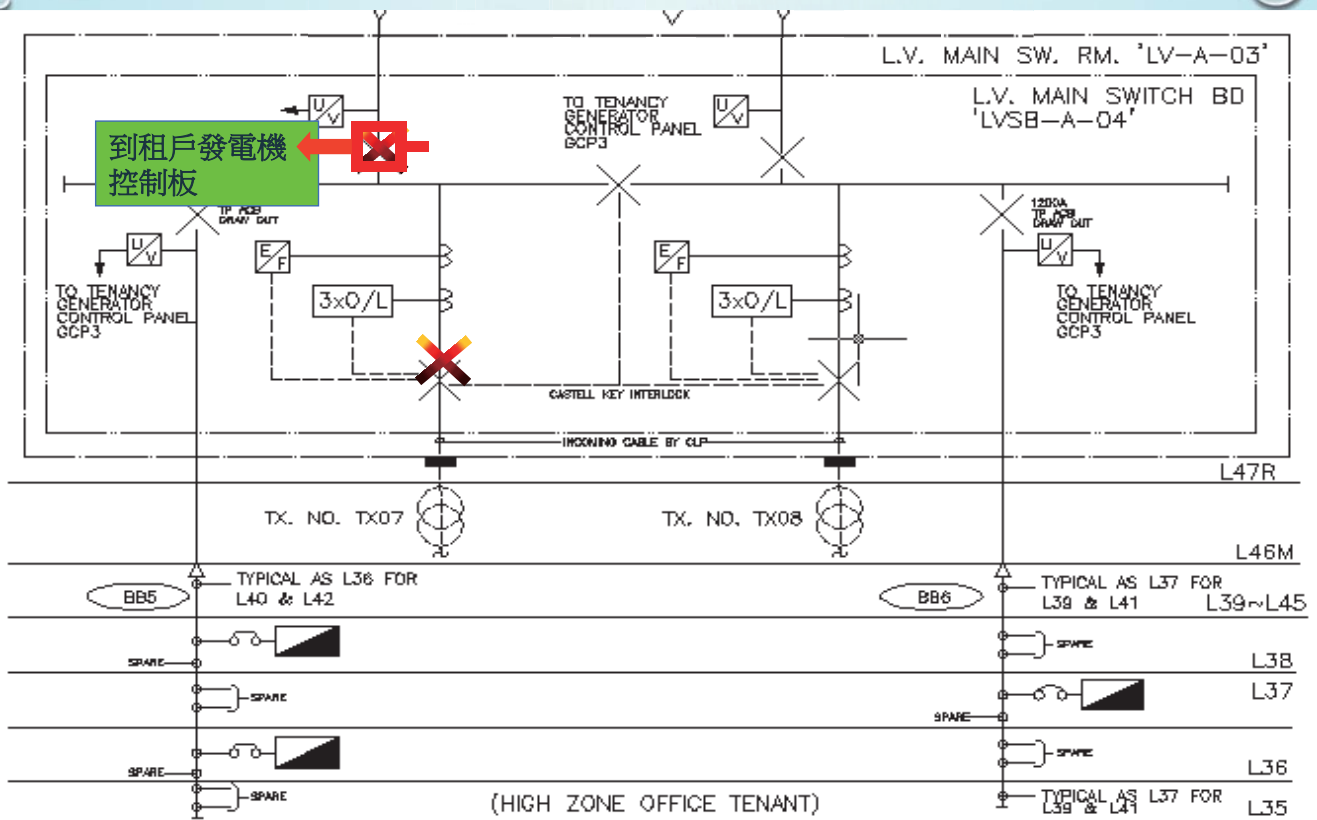 L.V. MAIN SW. RM. 'LV-A-03'
L.V. MAIN SWITCH BD
'LVSB-A-04'
U/V
TO TENANCY
GENERATOR
CONTROL PANEL
GCP3
U/V
到租戶發電機
控制板
TP ACB
DRAW OUT
1200A
TP ACB
DRAW OUT
U/V
TO TENANCY
GENERATOR
CONTROL PANEL
GCP3
E/F
3xO/L
E/F
3xO/L
U/V
TO TENANCY
GENERATOR
CONTROL PANEL
GCP3
CASTELL KEY INTERLOCK
INCOMING CABLE BY CLP
L47R
TX. NO. TX07
TX. NO. TX08
L46M
BB5
TYPICAL AS L36 FOR
L40 & L42
BB6
TYPICAL AS L37 FOR
L39 & L41
L39~L45
SPARE
SPARE
L38
SPARE
SPARE
L37
SPARE
SPARE
L36
SPARE
(HIGH ZONE OFFICE TENANT)
TYPICAL AS L37 FOR
L39 & L41
L35